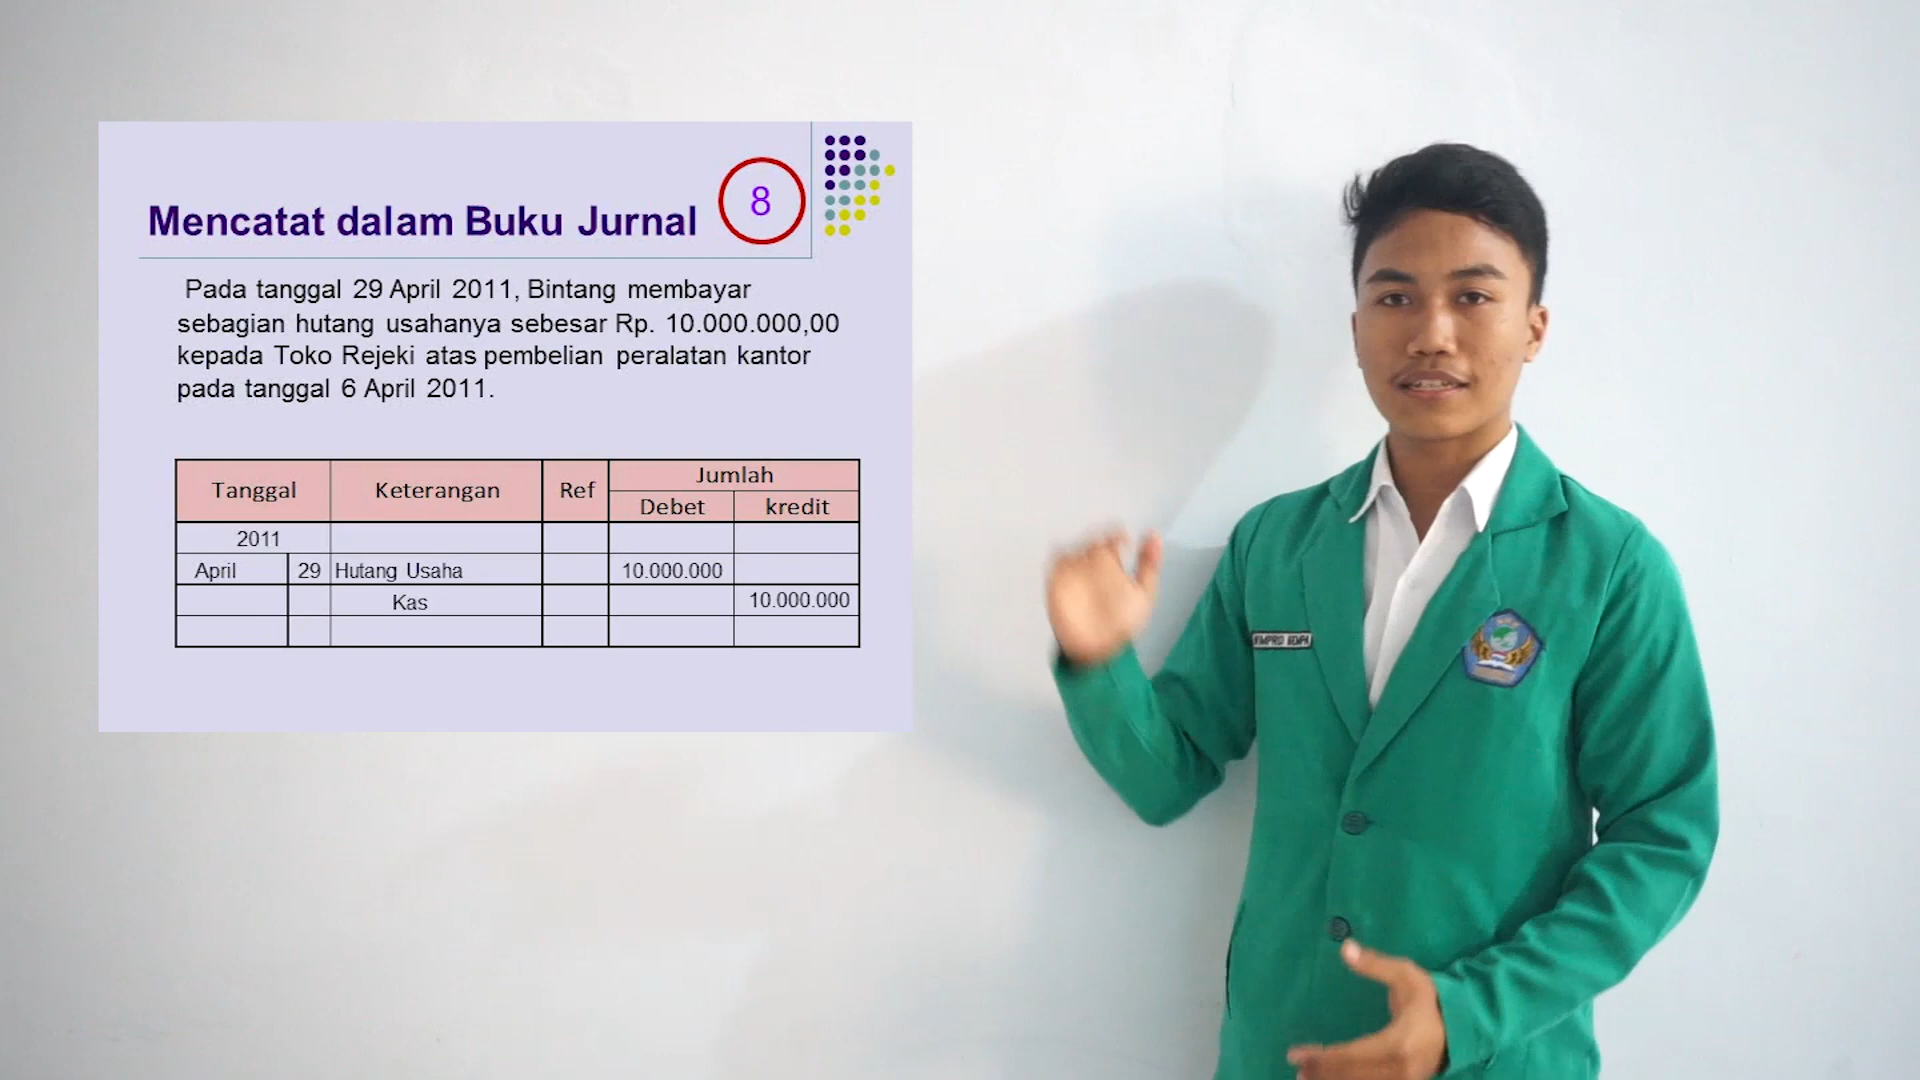 8
Mencatat dalam Buku Jurnal
Pada tanggal 29 April 2011, Bintang membayar
sebagian hutang usahanya sebesar Rp. 10.000.000,00
kepada Toko Rejeki atas pembelian peralatan kantor
pada tanggal 6 April 2011.
Tanggal Keterangan Ref Jumlah
Debet kredit
2011
April 29 Hutang Usaha 10.000.000
Kas 10.000.000